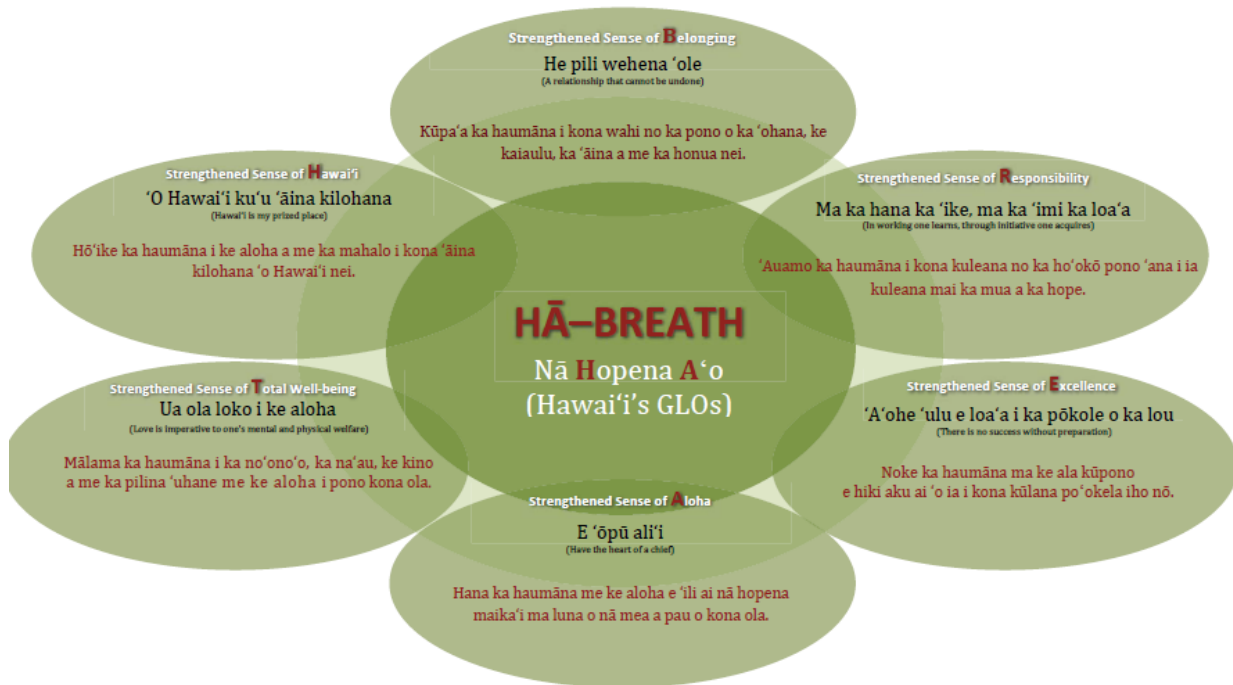 Strengthened Sense of Belonging
He pili wehena ʻole
(A relationship that cannot be undone)
Kūpaʻa ka haumāna i kona wahi no ka pono o ka ʻohana, ke
kaiaulu, ka ʻāina a me ka honua nei.
Strengthened Sense of Responsibility
Ma ka hana ka ʻike, ma ka ʻimi ka loaʻa
(In working one learns, through initiative one acquires)
ʻAuamo ka haumāna i kona kuleana no ka hoʻokō pono ʻana i ia
kuleana mai ka mua a ka hope.
Strengthened Sense of Excellence
ʻAʻohe ʻulu e loaʻa i ka pōkole o ka lou
(There is no success without preparation)
Noke ka haumāna ma ke ala kūpono
e hiki aku ai ʻo ia i kona kūlana poʻokela iho nō.
Strengthened Sense of Aloha
E ʻōpū aliʻi
(Have the heart of a chief)
Hana ka haumāna me ke aloha e ʻili ai nā hopena
maikaʻi ma luna o nā mea a pau o kona ola.
Strengthened Sense of Total Well-being
Ua ola loko i ke aloha
(Love is imperative to one's mental and physical welfare)
Mālama ka haumāna i ka noʻonoʻo, ka naʻau, ke kino
a me ka pilina ʻuhane me ke aloha i pono kona ola.
Strengthened Sense of Hawaiʻi
ʻO Hawaiʻi kuʻu ʻāina kilohana
(Hawaiʻi is my prized place)
Hōʻike ka haumāna i ke aloha a me ka mahalo i kona ʻāina
kilohana ʻo Hawaiʻi nei.
HĀ–BREATH
Nā Hopena Aʻo
(Hawaiʻi's GLOs)